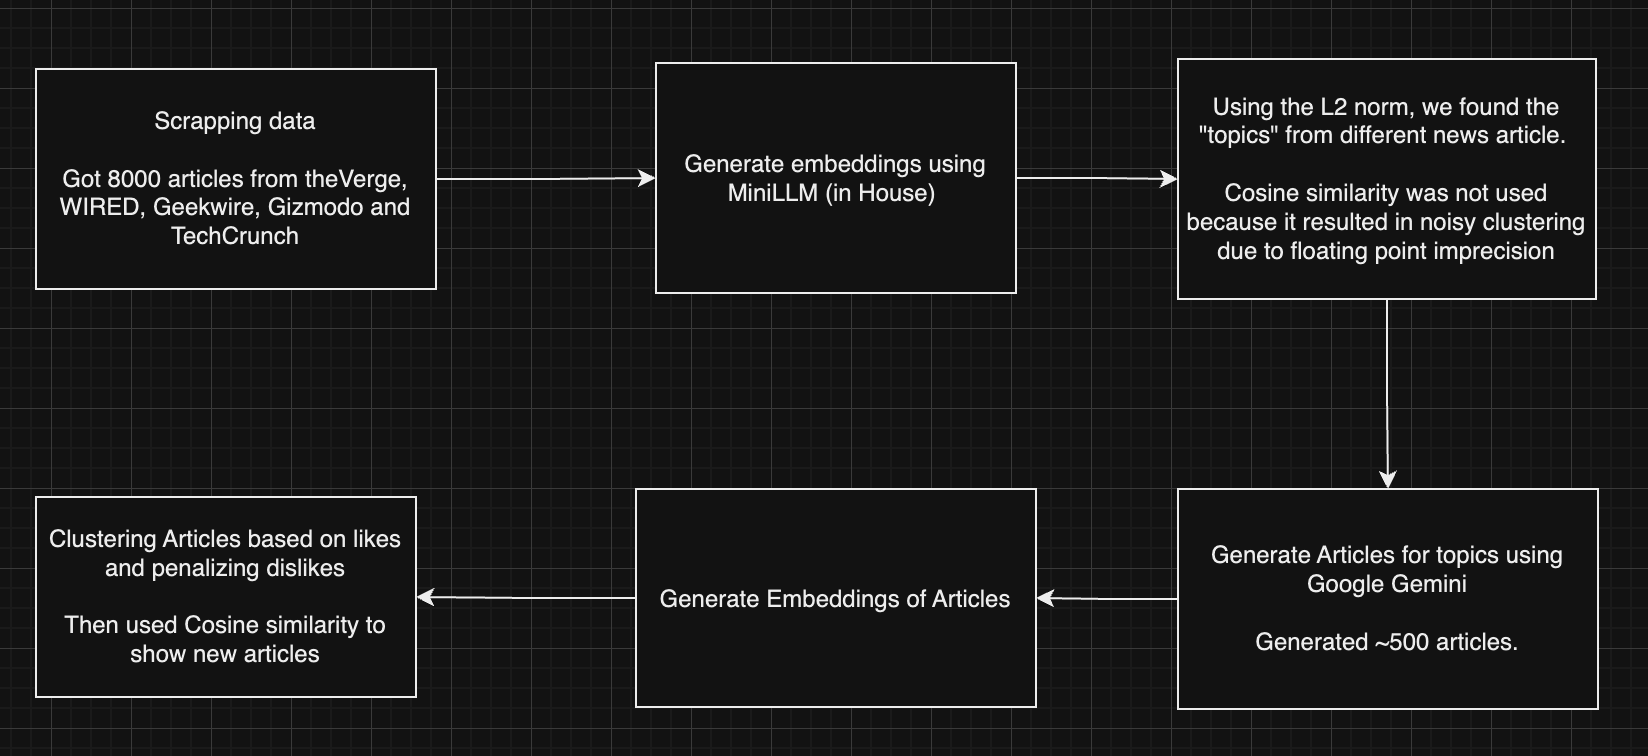 Scrapping data
Got 8000 articles from theVerge,
WIRED, Geekwire, Gizmodo and
TechCrunch
Generate embeddings using
MiniLLM (in House)
Using the L2 norm, we found the
"topics" from different news article.
Cosine similarity was not used
because it resulted in noisy clustering
due to floating point imprecision
Generate Articles for topics using
Google Gemini
Generated ~500 articles.
Generate Embeddings of Articles
Clustering Articles based on likes
and penalizing dislikes
Then used Cosine similarity to
show new articles